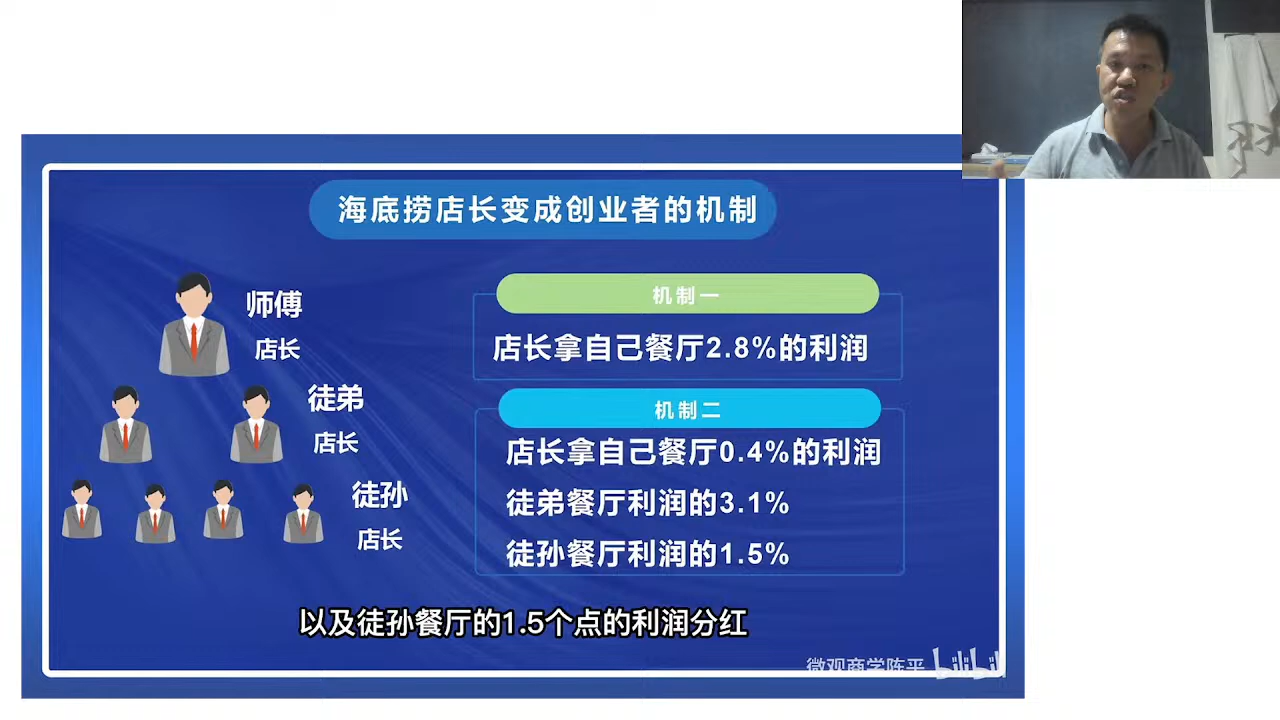 海底捞店长变成创业者的机制
师傅
店长
徒弟
店长
徒孙
店长
机制一
店长拿自己餐厅2.8%的利润
机制二
店长拿自己餐厅0.4%的利润
徒弟餐厅利润的3.1%
徒孙餐厅利润的1.5%
以及徒孙餐厅的1.5个点的利润分红
微观商学陈平 bilibili